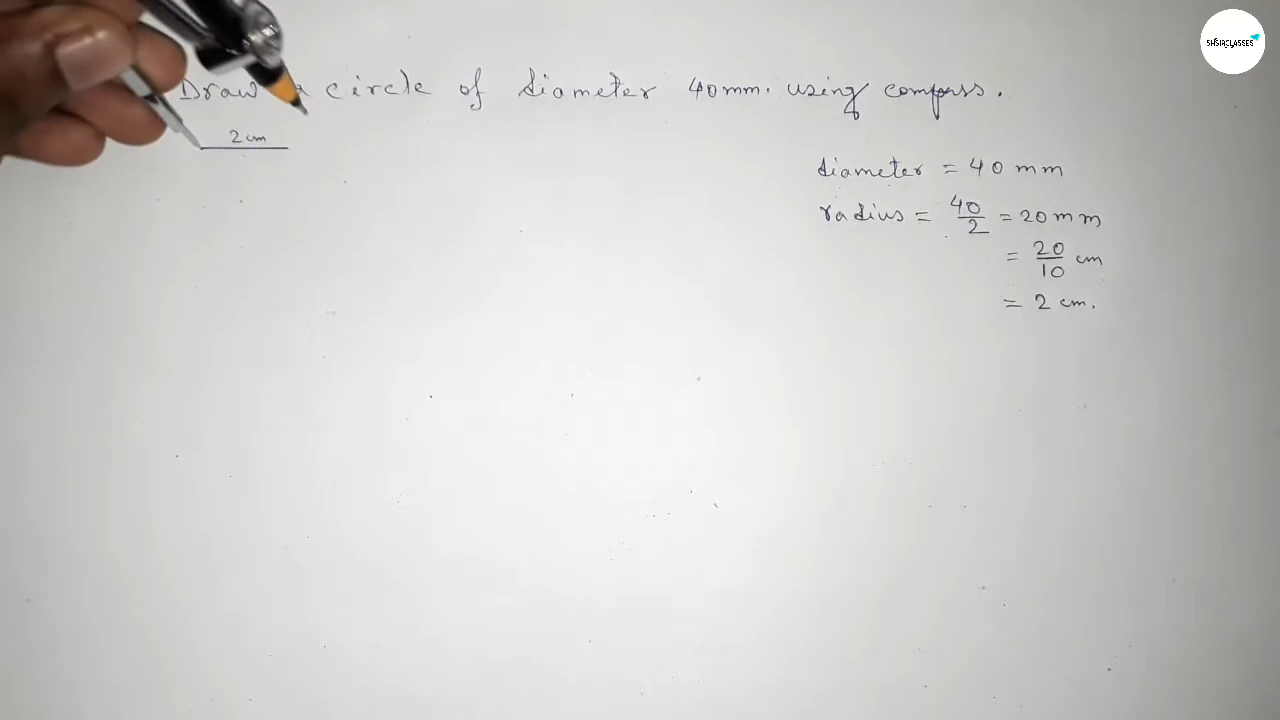 Draw a circle of diameter 40mm. using compass.
2 cm
diameter = 40 mm
radius = 40/2 = 20 mm
= 20/10 cm
= 2 cm.
SHSIRCLASSES